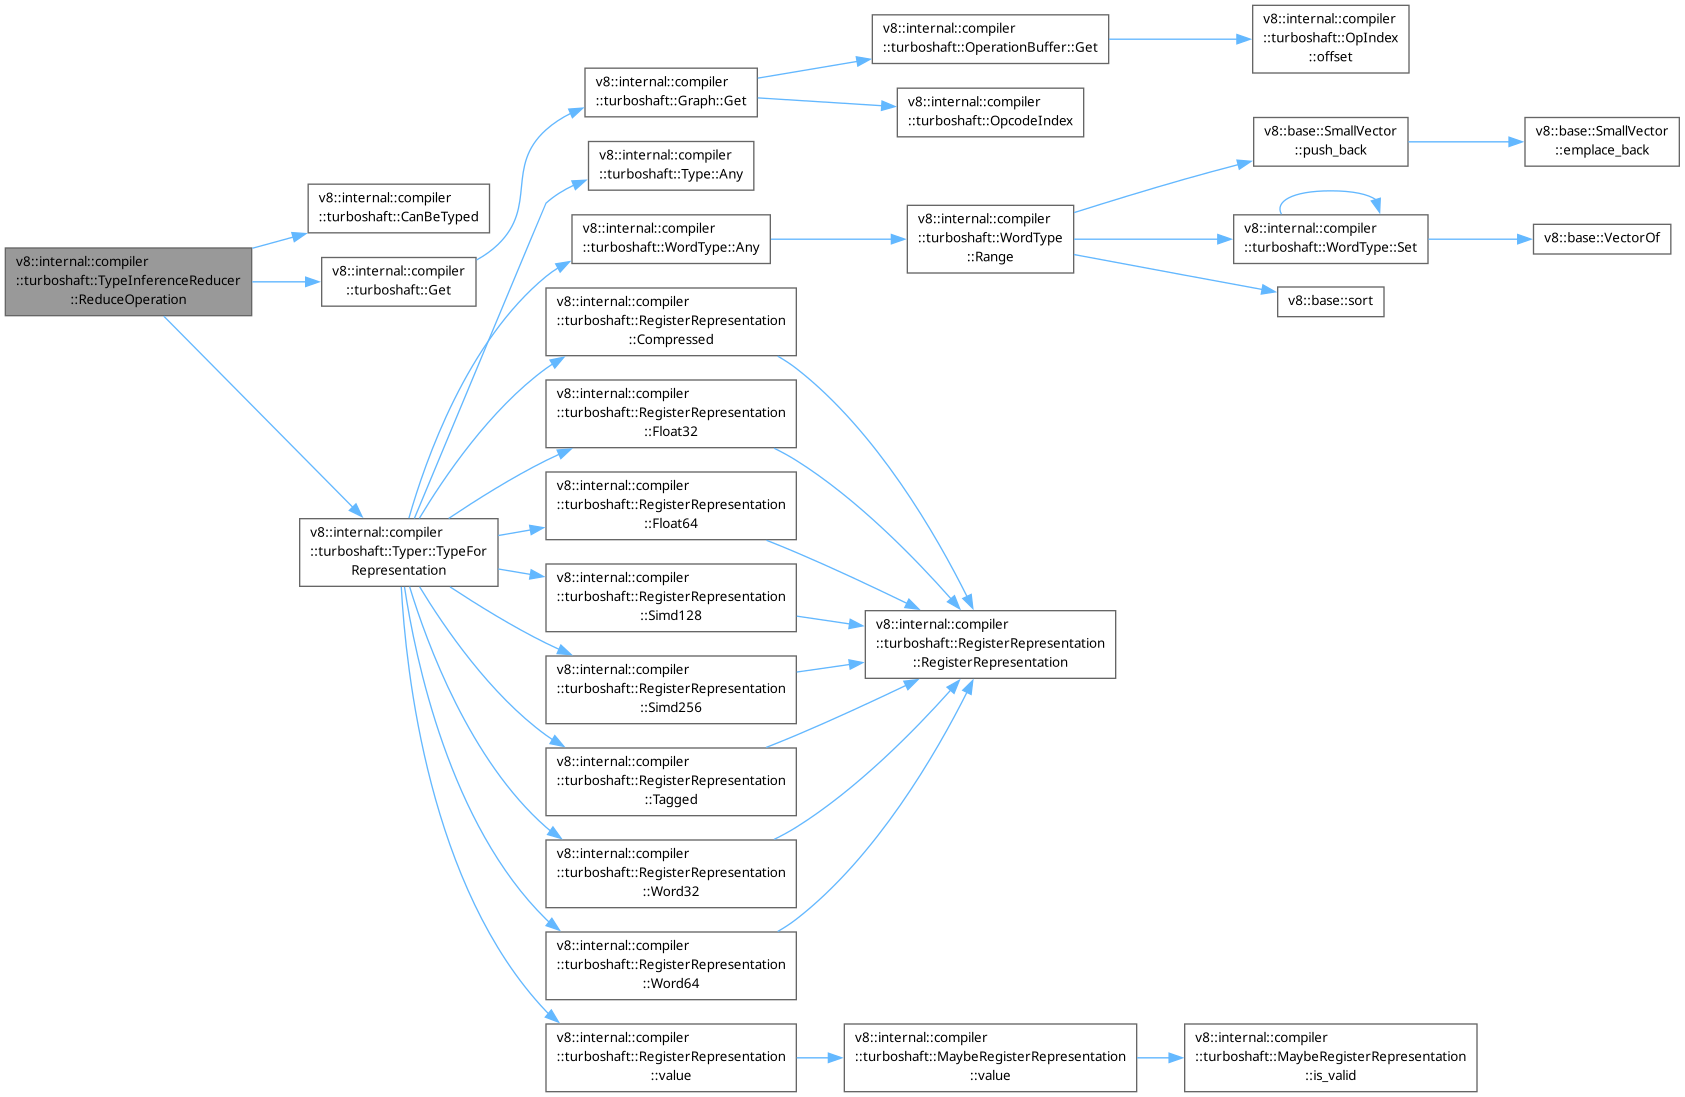 v8::internal::compiler
::turboshaft::TypeInferenceReducer
::ReduceOperation
v8::internal::compiler
::turboshaft::CanBeTyped
v8::internal::compiler
::turboshaft::Get
v8::internal::compiler
::turboshaft::Typer::TypeFor
Representation
v8::internal::compiler
::turboshaft::Graph::Get
v8::internal::compiler
::turboshaft::Type::Any
v8::internal::compiler
::turboshaft::WordType::Any
v8::internal::compiler
::turboshaft::RegisterRepresentation
::Compressed
v8::internal::compiler
::turboshaft::RegisterRepresentation
::Float32
v8::internal::compiler
::turboshaft::RegisterRepresentation
::Float64
v8::internal::compiler
::turboshaft::RegisterRepresentation
::Simd128
v8::internal::compiler
::turboshaft::RegisterRepresentation
::Simd256
v8::internal::compiler
::turboshaft::RegisterRepresentation
::Tagged
v8::internal::compiler
::turboshaft::RegisterRepresentation
::Word32
v8::internal::compiler
::turboshaft::RegisterRepresentation
::Word64
v8::internal::compiler
::turboshaft::RegisterRepresentation
::value
v8::internal::compiler
::turboshaft::OperationBuffer::Get
v8::internal::compiler
::turboshaft::OpcodeIndex
v8::internal::compiler
::turboshaft::WordType
::Range
v8::internal::compiler
::turboshaft::RegisterRepresentation
::RegisterRepresentation
v8::internal::compiler
::turboshaft::MaybeRegisterRepresentation
::value
v8::internal::compiler
::turboshaft::OpIndex
::offset
v8::base::SmallVector
::push_back
v8::internal::compiler
::turboshaft::WordType::Set
v8::base::sort
v8::internal::compiler
::turboshaft::MaybeRegisterRepresentation
::is_valid
v8::base::SmallVector
::emplace_back
v8::base::VectorOf